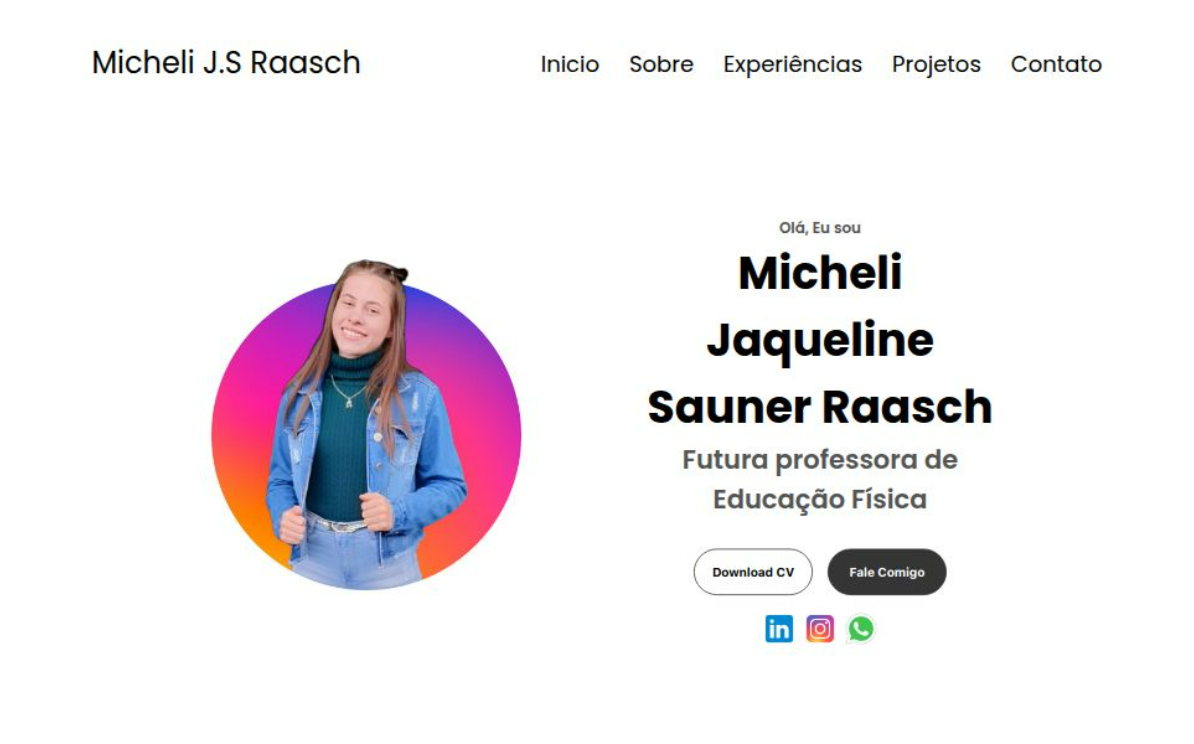 Micheli J.S Raasch
Inicio Sobre Experiências Projetos Contato
Olá, Eu sou
Micheli
Jaqueline
Sauner Raasch
Futura professora de
Educação Física
Download CV Fale Comigo
in